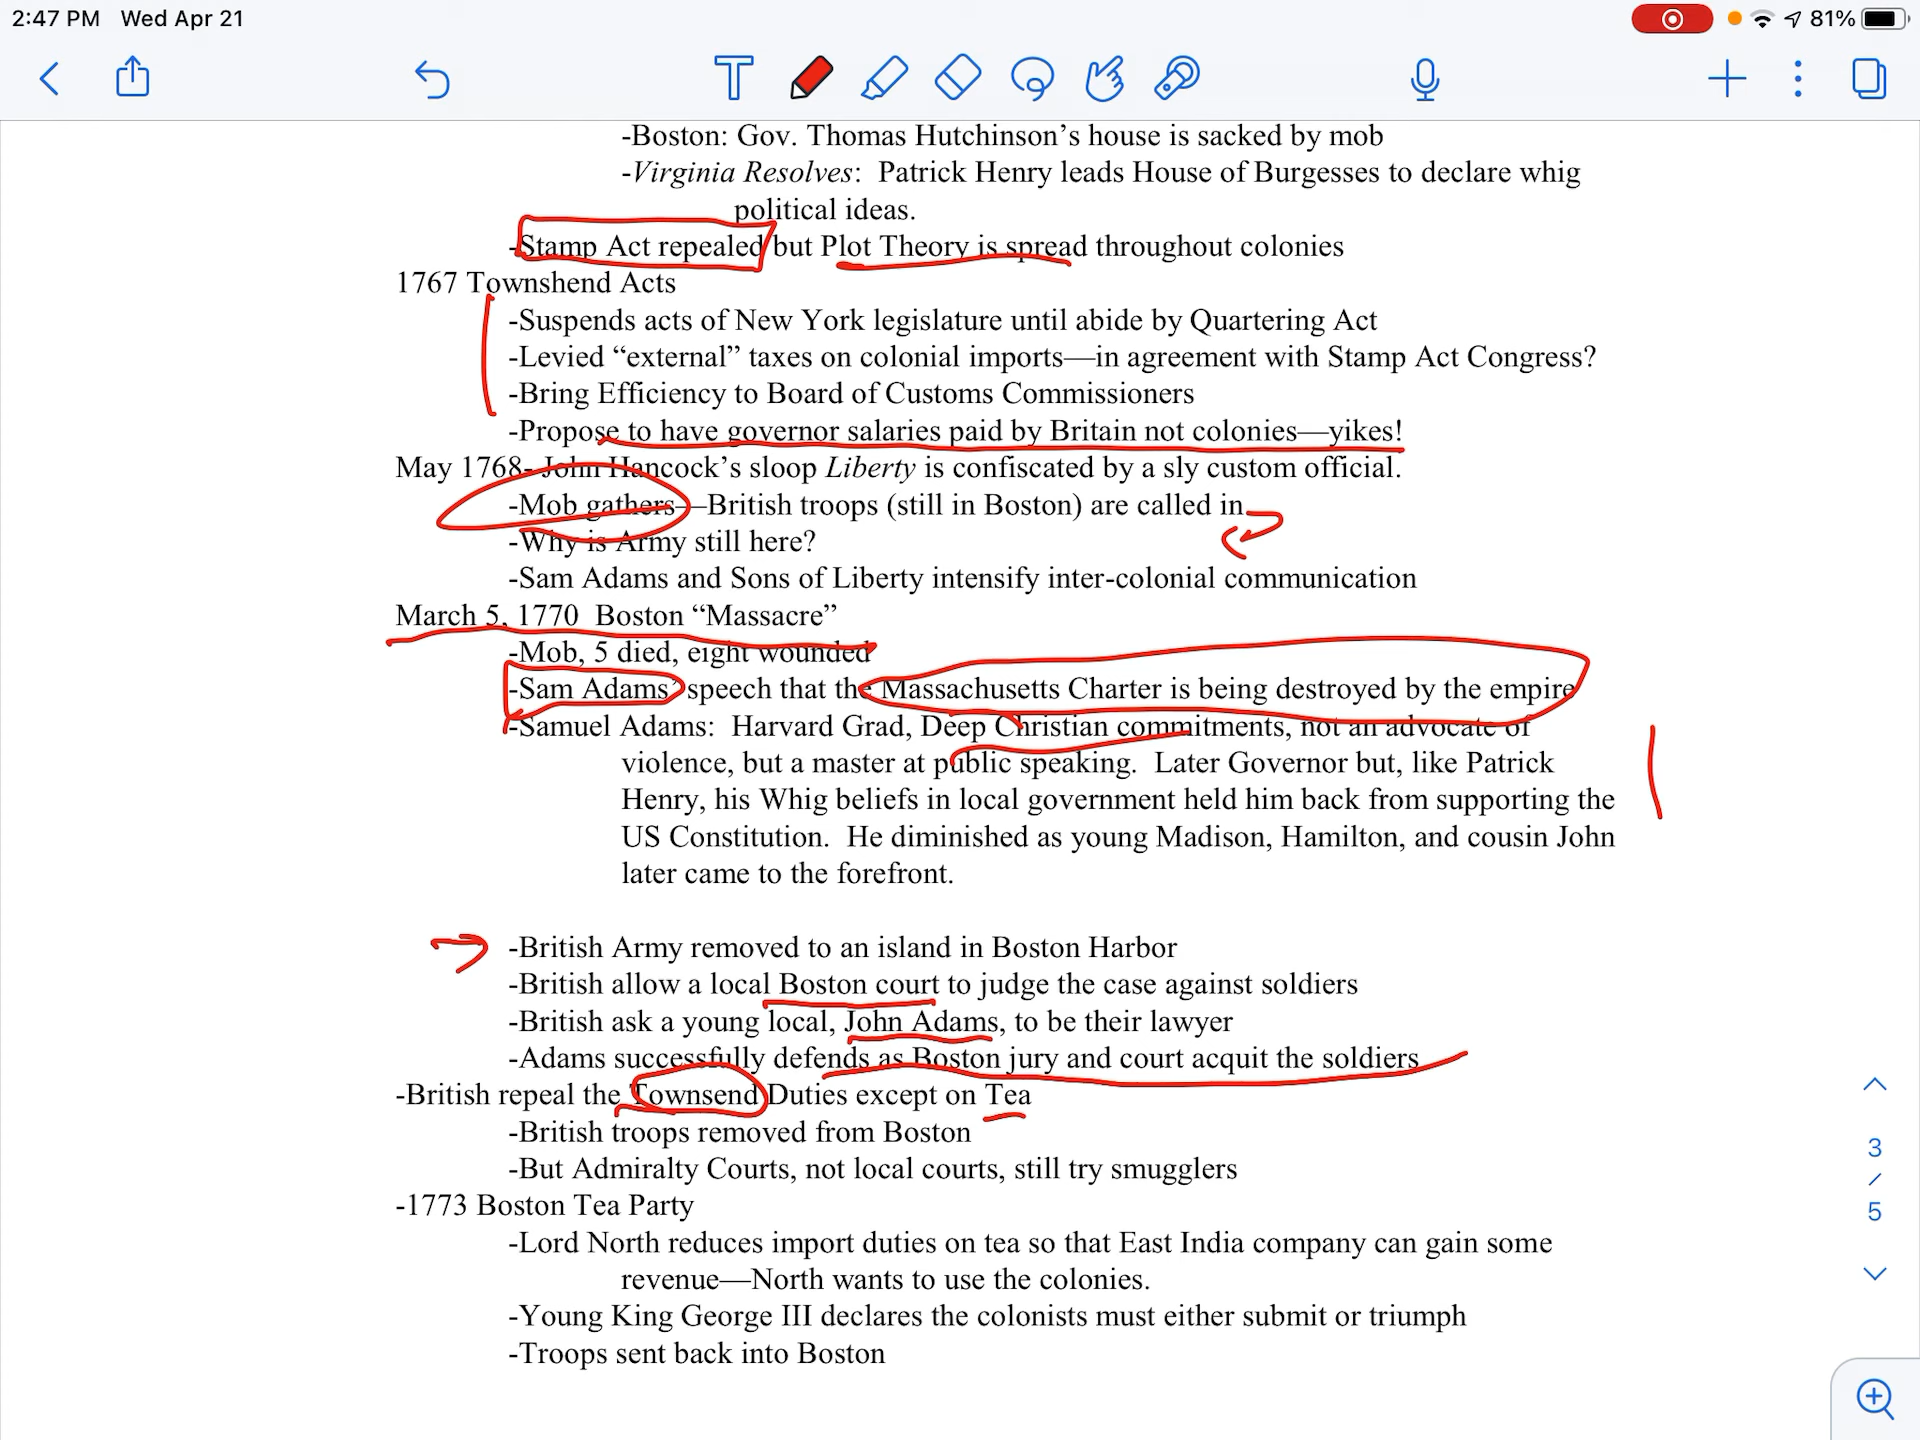 2:47 PM Wed Apr 21
81%
-Boston: Gov. Thomas Hutchinson’s house is sacked by mob
-Virginia Resolves: Patrick Henry leads House of Burgesses to declare whig
political ideas.
-Stamp Act repealed but Plot Theory is spread throughout colonies
1767 Townshend Acts
-Suspends acts of New York legislature until abide by Quartering Act
-Levied “external” taxes on colonial imports—in agreement with Stamp Act Congress?
-Bring Efficiency to Board of Customs Commissioners
-Propose to have governor salaries paid by Britain not colonies—yikes!
May 1768- John Hancock’s sloop Liberty is confiscated by a sly custom official.
-Mob gathers—British troops (still in Boston) are called in
-Why is Army still here?
-Sam Adams and Sons of Liberty intensify inter-colonial communication
March 5, 1770 Boston “Massacre”
-Mob, 5 died, eight wounded
-Sam Adams’ speech that the Massachusetts Charter is being destroyed by the empire
-Samuel Adams: Harvard Grad, Deep Christian commitments, not an advocate of
violence, but a master at public speaking. Later Governor but, like Patrick
Henry, his Whig beliefs in local government held him back from supporting the
US Constitution. He diminished as young Madison, Hamilton, and cousin John
later came to the forefront.
-British Army removed to an island in Boston Harbor
-British allow a local Boston court to judge the case against soldiers
-British ask a young local, John Adams, to be their lawyer
-Adams successfully defends as Boston jury and court acquit the soldiers
-British repeal the Townsend Duties except on Tea
-British troops removed from Boston
-But Admiralty Courts, not local courts, still try smugglers
-1773 Boston Tea Party
-Lord North reduces import duties on tea so that East India company can gain some
revenue—North wants to use the colonies.
-Young King George III declares the colonists must either submit or triumph
-Troops sent back into Boston
3
/
5